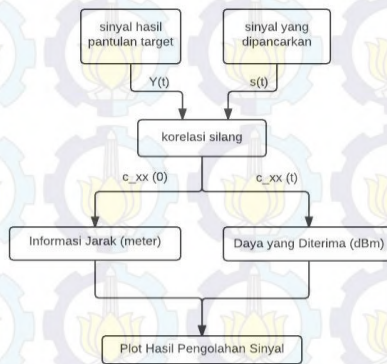 sinyal hasil
pantulan target
sinyal yang
dipancarkan
Y(t)
s(t)
korelasi silang
c_xx (0)
c_xx (t)
Informasi Jarak (meter)
Daya yang Diterima (dBm)
Plot Hasil Pengolahan Sinyal